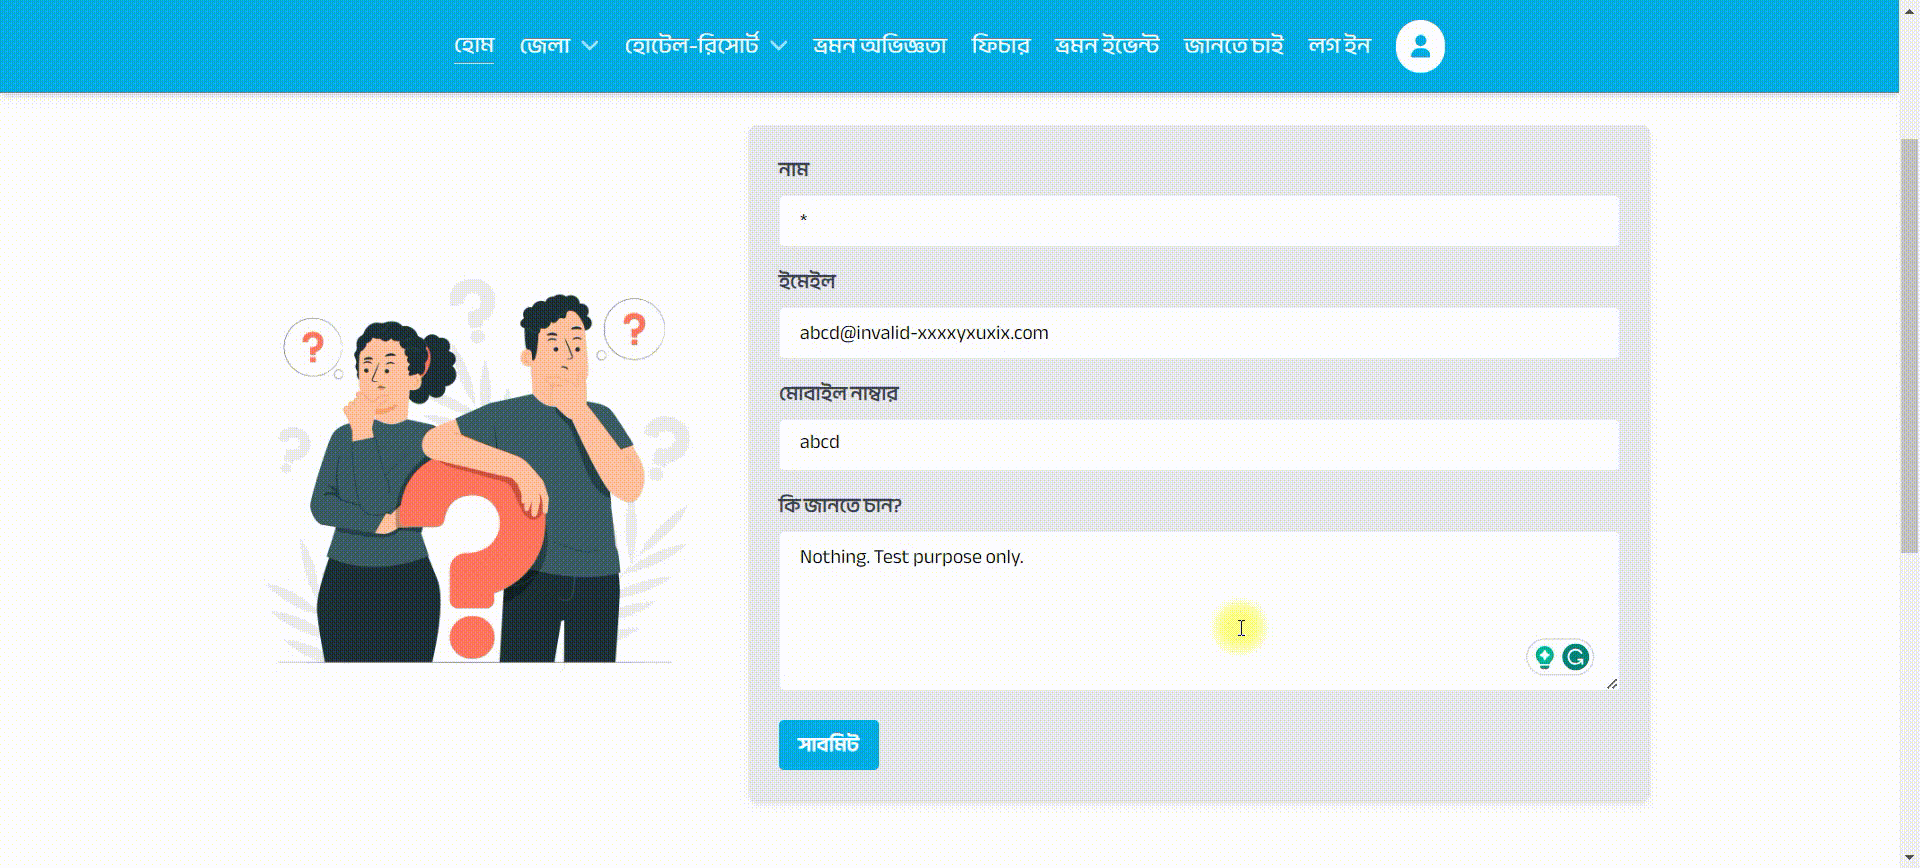 হোম জেলা হোটেল-রিসোর্ট ভ্রমন অভিজ্ঞতা ফিচার ভ্রমন ইভেন্ট জানতে চাই লগ ইন
নাম
*
ইমেইল
abcd@invalid-xxxxyxuxix.com
মোবাইল নাম্বার
abcd
কি জানতে চান?
Nothing. Test purpose only.
সাবমিট
? ? ? ? ? ?